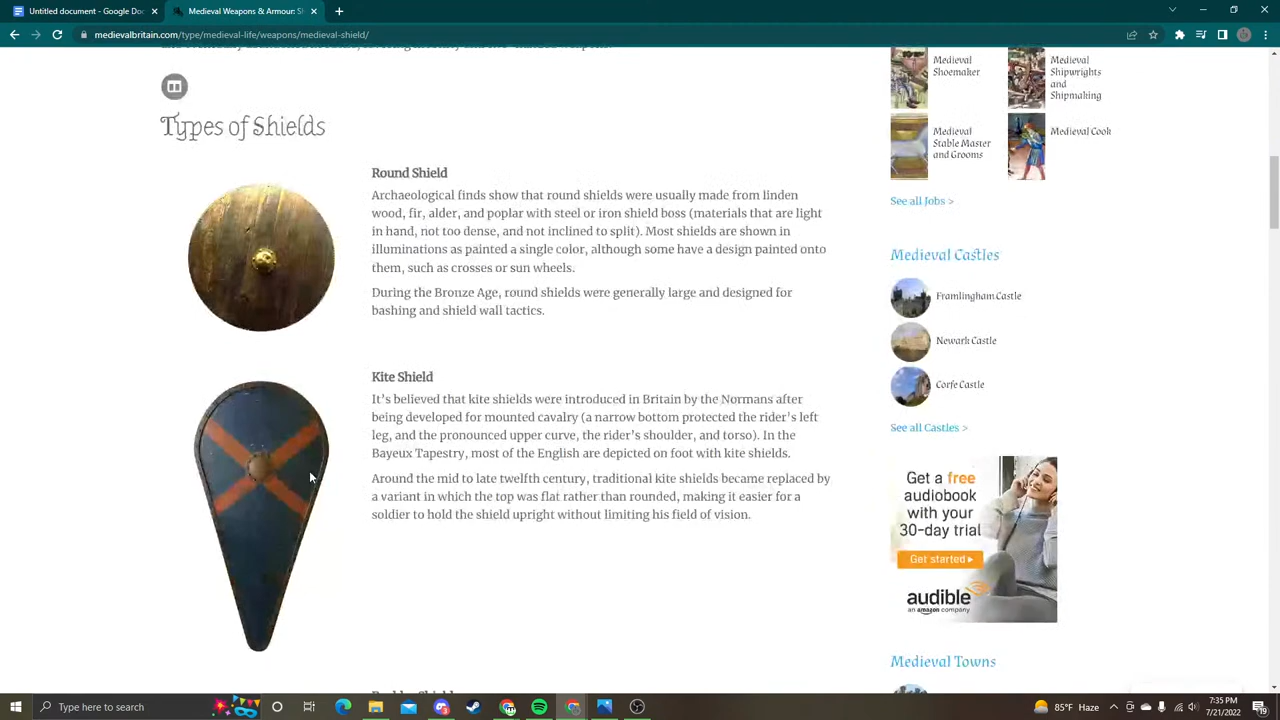 Untitled document - Google Doc
Medieval Weapons & Armour: Sh
medievalbritain.com/type/medieval-life/weapons/medieval-shield/
Types of Shields
Round Shield
Archaeological finds show that round shields were usually made from linden
wood, fir, alder, and poplar with steel or iron shield boss (materials that are light
in hand, not too dense, and not inclined to split). Most shields are shown in
illuminations as painted a single color, although some have a design painted onto
them, such as crosses or sun wheels.
During the Bronze Age, round shields were generally large and designed for
bashing and shield wall tactics.
Kite Shield
It's believed that kite shields were introduced in Britain by the Normans after
being developed for mounted cavalry (a narrow bottom protected the rider's left
leg, and the pronounced upper curve, the rider's shoulder, and torso). In the
Bayeux Tapestry, most of the English are depicted on foot with kite shields.
Around the mid to late twelfth century, traditional kite shields became replaced by
a variant in which the top was flat rather than rounded, making it easier for a
soldier to hold the shield upright without limiting his field of vision.
Medieval
Shoemaker
Medieval
Shipwrights
and
Shipmaking
Medieval
Stable Master
and Grooms
Medieval Cook
See all Jobs >
Medieval Castles
Framlingham Castle
Newark Castle
Corfe Castle
See all Castles >
Get a free
audiobook
with your
30-day trial
Get started
audible
an amazon company
Medieval Towns
Type here to search
85°F Haze
7:35 PM
7/21/2022